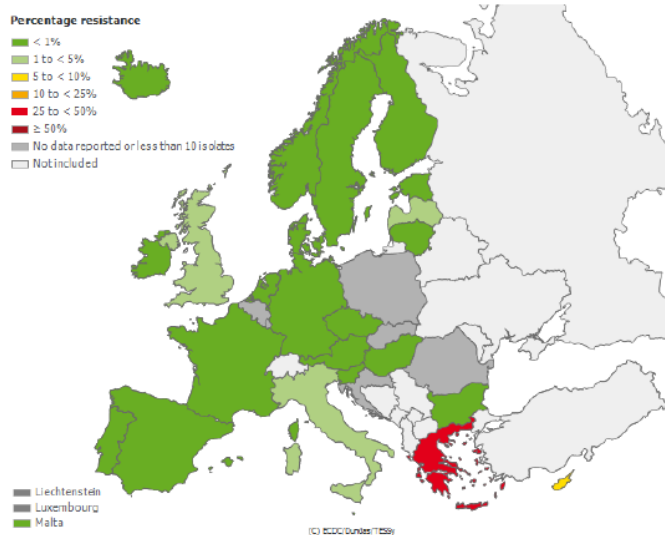 Percentage resistance
< 1%
1 to < 5%
5 to < 10%
10 to < 25%
25 to < 50%
≥ 50%
No data reported or less than 10 isolates
Not included
Liechtenstein
Luxembourg
Malta
(C) ECDC/Dundas/TESSy